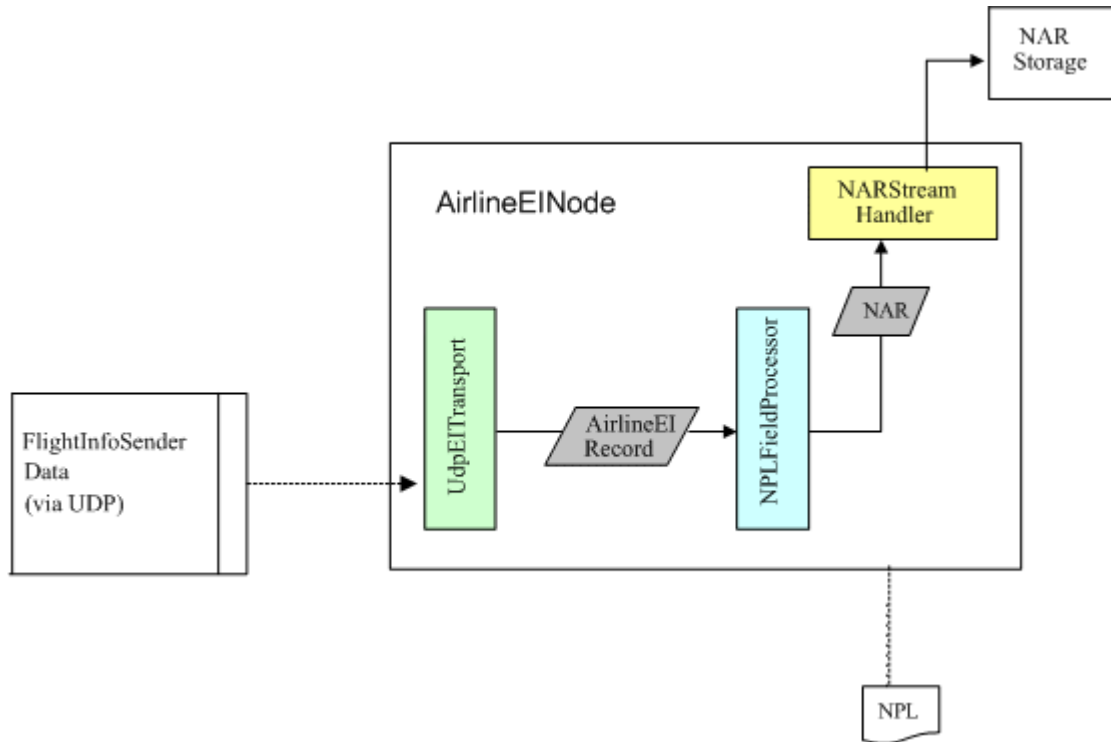 NAR
Storage
AirlineEINode
NARStream
Handler
NAR
UdpEITransport
AirlineEI
Record
NPLFieldProcessor
FlightInfoSender
Data
(via UDP)
NPL